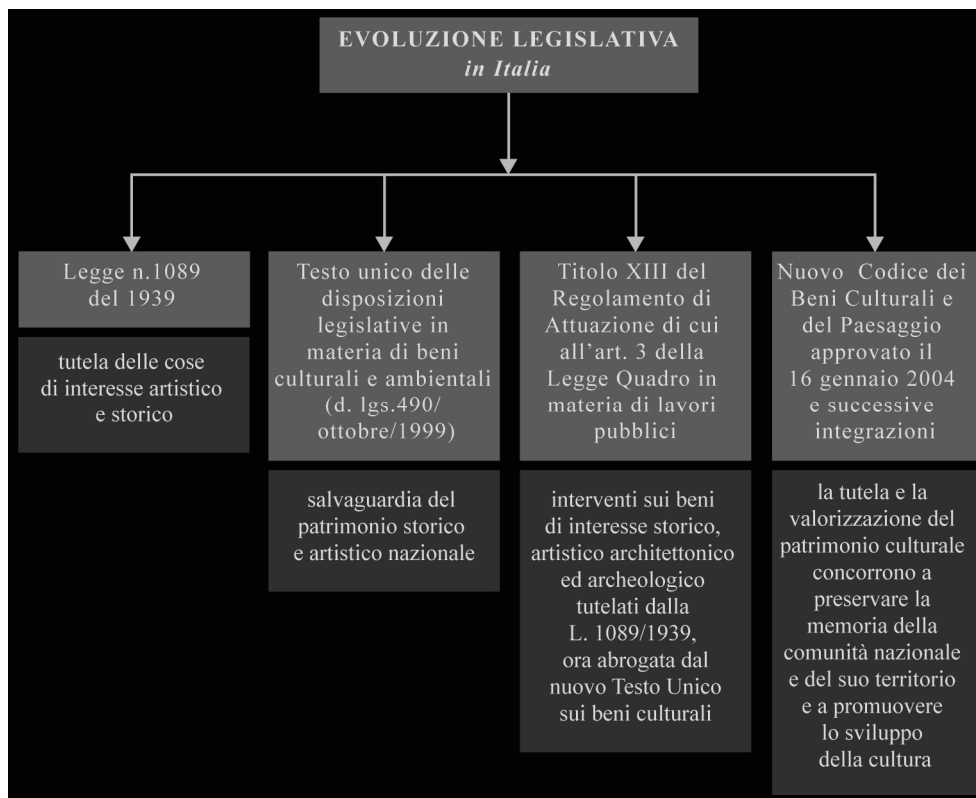 EVOLUZIONE LEGISLATIVA
in Italia
Legge n.1089
del 1939
tutela delle cose
di interesse artistico
e storico
Testo unico delle
disposizioni
legislative in
materia di beni
culturali e ambientali
(d. lgs.490/
ottobre/1999)
salvaguardia del
patrimonio storico
e artistico nazionale
Titolo XIII del
Regolamento di
Attuazione di cui
all'art. 3 della
Legge Quadro in
materia di lavori
pubblici
interventi sui beni
di interesse storico,
artistico architettonico
ed archeologico
tutelati dalla
L. 1089/1939,
ora abrogata dal
nuovo Testo Unico
sui beni culturali
Nuovo Codice dei
Beni Culturali e
del Paesaggio
approvato il
16 gennaio 2004
e successive
integrazioni
la tutela e la
valorizzazione del
patrimonio culturale
concorrono a
preservare la
memoria della
comunità nazionale
e del suo territorio
e a promuovere
lo sviluppo
della cultura